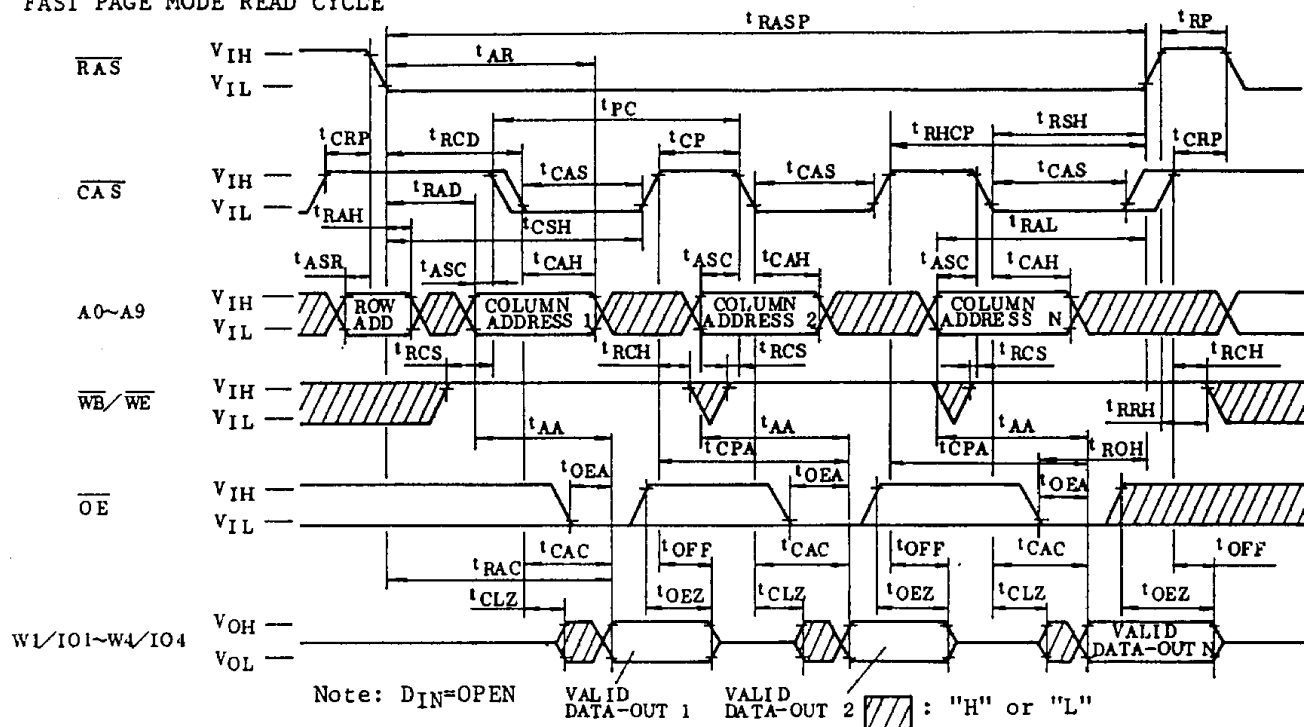 FAST PAGE MODE READ CYCLE
tRASP
tRP
tAR
RAS
VIH
VIL
tPC
tRSH
tCRP
tRCD
tCP
tRHCP
tCRP
CAS
VIH
VIL
tRAD
tCAS
tCAS
tCAS
tRAH
tCSH
tRAL
tASR
tASC
tCAH
tASC
tCAH
tASC
tCAH
A0~A9
VIH
VIL
ROW ADD
COLUMN ADDRESS 1
COLUMN ADDRESS 2
COLUMN ADDRESS N
tRCS
tRCH
tRCS
tRCS
tRCH
WB/WE
VIH
VIL
tRRH
tAA
tAA
tAA
tCPA
tCPA
tROH
tOEA
tOEA
tOEA
OE
VIH
VIL
tCAC
tOFF
tCAC
tOFF
tCAC
tOFF
tRAC
tCLZ
tOEZ
tCLZ
tOEZ
tCLZ
tOEZ
W1/IO1~W4/IO4
VOH
VOL
VALID DATA-OUT N
Note: DIN=OPEN
VALID DATA-OUT 1
VALID DATA-OUT 2
: "H" or "L"